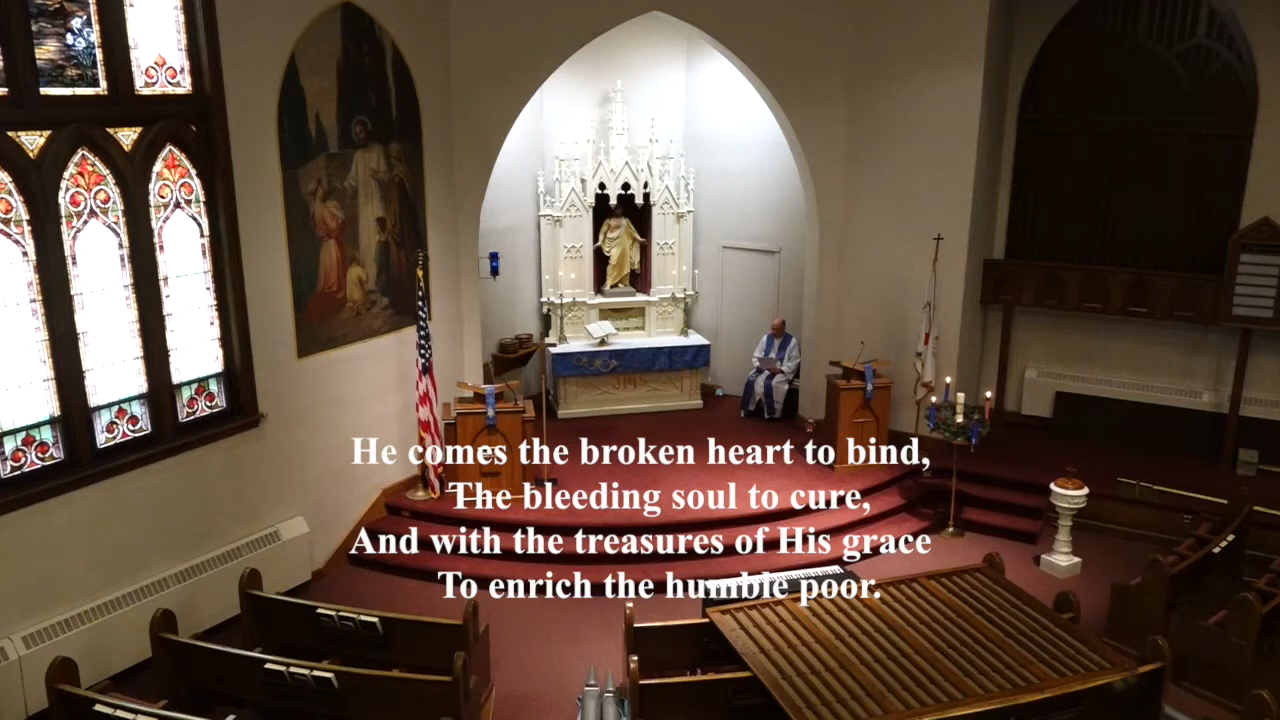 IHS
He comes the broken heart to bind,
The bleeding soul to cure,
And with the treasures of His grace
To enrich the humble poor.